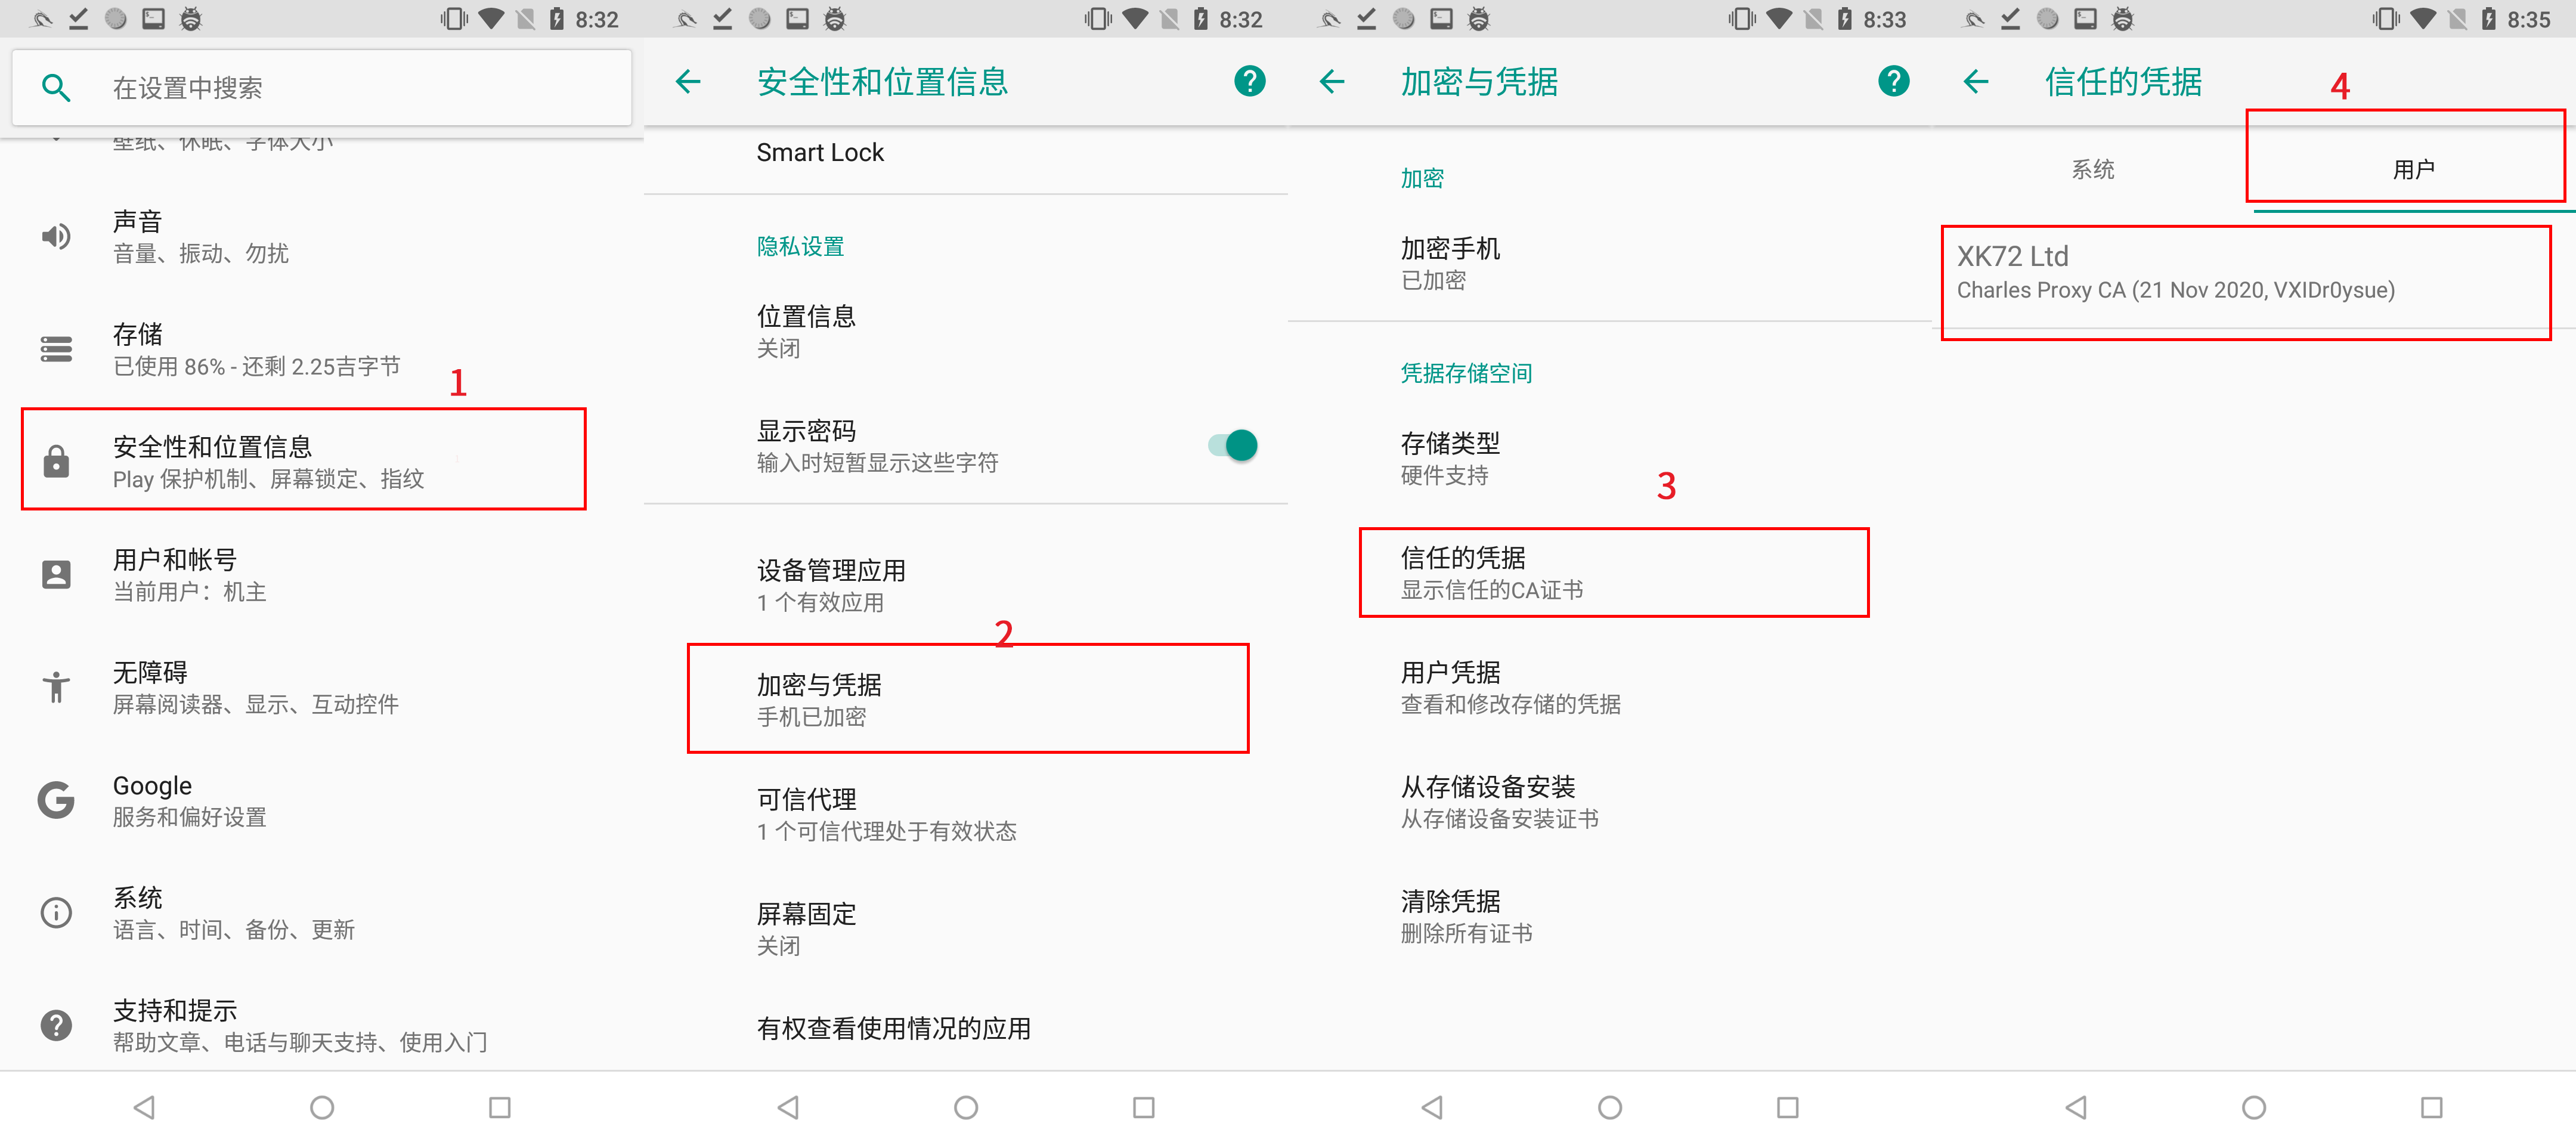 8:32
在设置中搜索
壁纸、休眠、字体大小
声音
音量、振动、勿扰
存储
已使用 86% - 还剩 2.25吉字节
1
安全性和位置信息
Play 保护机制、屏幕锁定、指纹
用户和帐号
当前用户：机主
无障碍
屏幕阅读器、显示、互动控件
Google
服务和偏好设置
系统
语言、时间、备份、更新
支持和提示
帮助文章、电话与聊天支持、使用入门
8:32
安全性和位置信息
Smart Lock
隐私设置
位置信息
关闭
显示密码
输入时短暂显示这些字符
设备管理应用
1 个有效应用
2
加密与凭据
手机已加密
可信代理
1 个可信代理处于有效状态
屏幕固定
关闭
有权查看使用情况的应用
8:33
加密与凭据
加密
加密手机
已加密
凭据存储空间
存储类型
硬件支持
3
信任的凭据
显示信任的CA证书
用户凭据
查看和修改存储的凭据
从存储设备安装
从存储设备安装证书
清除凭据
删除所有证书
8:35
信任的凭据
4
系统
用户
XK72 Ltd
Charles Proxy CA (21 Nov 2020, VXIDr0ysue)